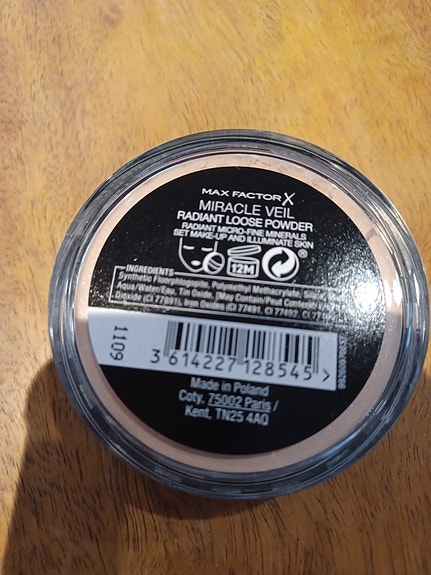 MAX FACTOR X
MIRACLE VEIL
RADIANT LOOSE POWDER
RADIANT MICRO-FINE MINERALS
SET MAKE-UP AND ILLUMINATE SKIN
®
12M
INGREDIENTS
Synthetic Fluorphlogopite, Polymethyl Methacrylate,
Aqua/Water/Eau, Tin Oxide. [May Contain/Peut Contenir
Dioxide (CI 77891), Iron Oxides (CI 77491, CI 77492, CI
1109
3 614227 128545 >
Made in Poland
Coty, 75002 Paris /
Kent, TN25 4AQ